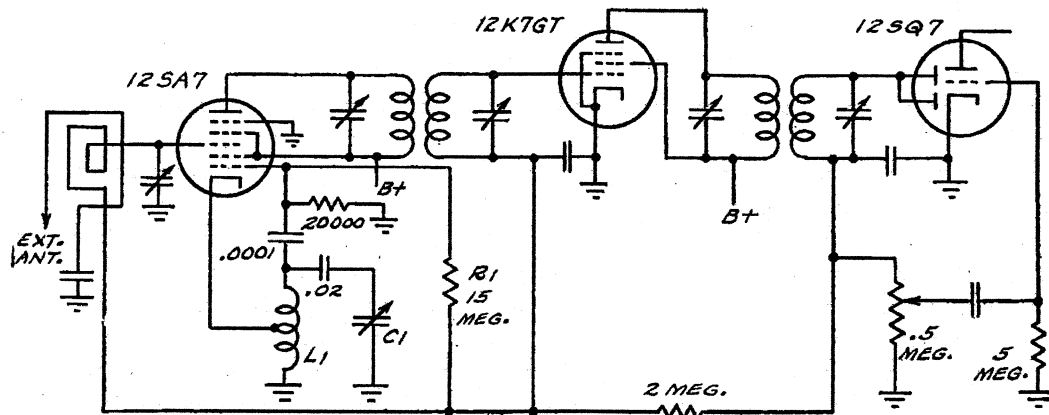 12SA7
12K7GT
12SQ7
EXT.
ANT.
B+
20000
.0001
.02
L1
C1
R1
15
MEG.
B+
2 MEG.
.5
MEG.
5
MEG.